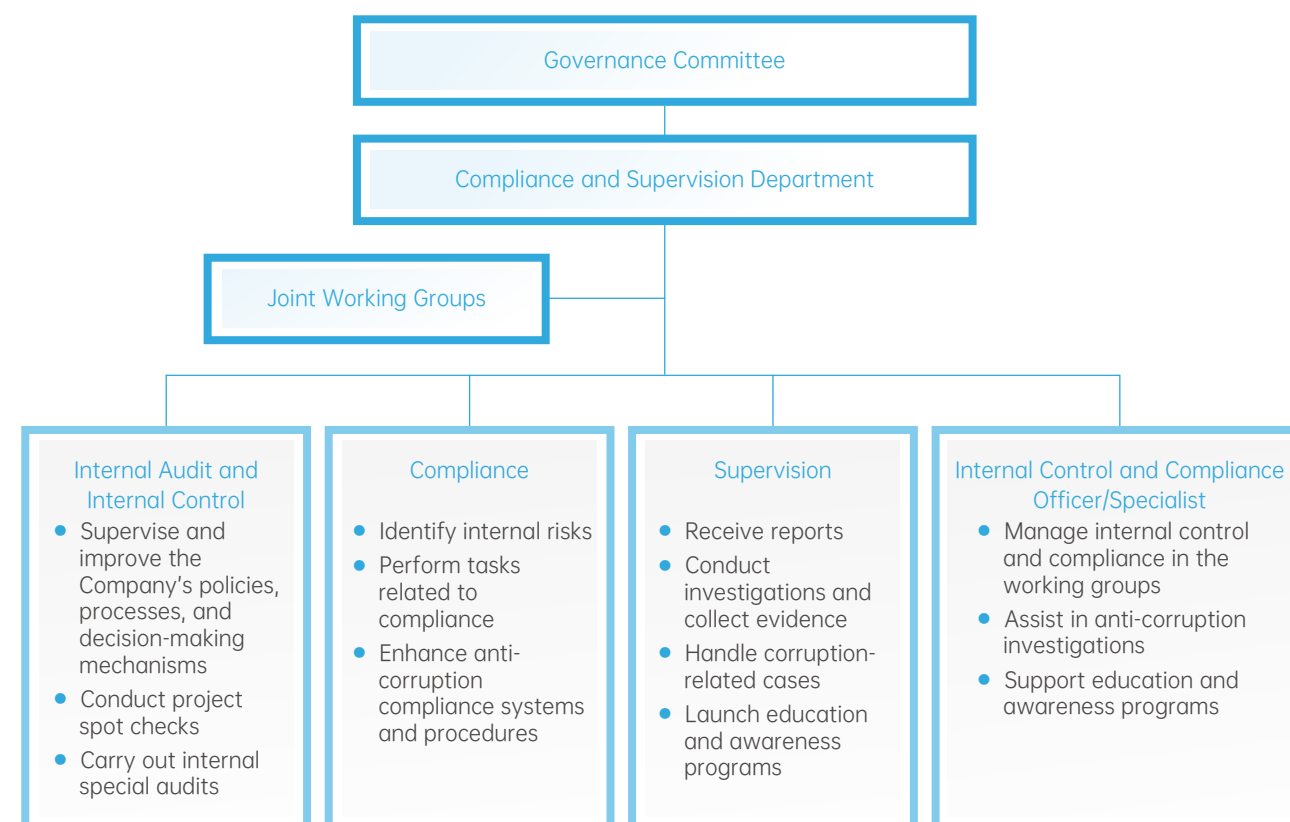 Governance Committee
Compliance and Supervision Department
Joint Working Groups
Internal Audit and
Internal Control
● Supervise and
improve the
Company's policies,
processes, and
decision-making
mechanisms
● Conduct project
spot checks
● Carry out internal
special audits
Compliance
● Identify internal risks
● Perform tasks
related to
compliance
● Enhance anti-
corruption
compliance systems
and procedures
Supervision
● Receive reports
● Conduct
investigations and
collect evidence
● Handle corruption-
related cases
● Launch education
and awareness
programs
Internal Control and Compliance
Officer/Specialist
● Manage internal control
and compliance in the
working groups
● Assist in anti-corruption
investigations
● Support education and
awareness programs